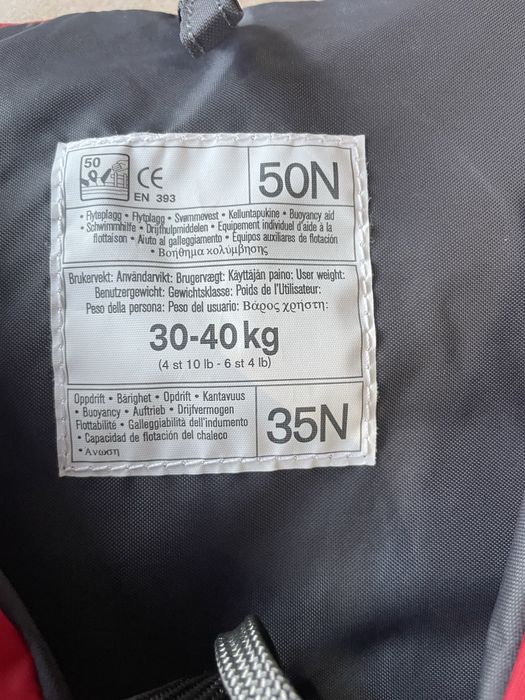 50
CE
EN 393
50N
• Flyteplagg • Flytplagg • Svømmevest • Kelluntapukine • Buoyancy aid
• Schwimmhilfe • Drijfhulpmiddelen • Equipement individuel d'aide à la
flottaison • Aiuto al galleggiamento • Equipos auxiliares de flotación
• Βοήθημα κολύμβησης
Brukervekt: Användarvikt: Brugervægt: Käyttäjän paino: User weight:
Benutzergewicht: Gewichtsklasse: Poids de l'Utilisateur:
Peso della persona: Peso del usuario: Βάρος χρήστη:
30-40 kg
(4 st 10 lb - 6 st 4 lb)
Oppdrift • Bärighet • Opdrift • Kantavuus
• Buoyancy • Auftrieb • Drijfvermogen
Flottabilité • Galleggiabilità dell'indumento
• Capacidad de flotación del chaleco
• Ανωση
35N